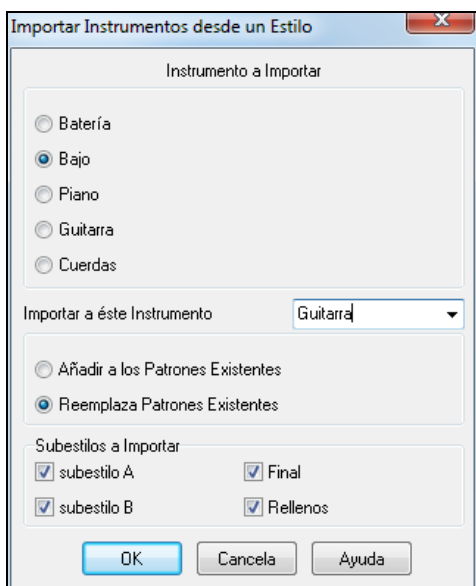 Importar Instrumentos desde un Estilo
Instrumento a Importar
Batería
Bajo
Piano
Guitarra
Cuerdas
Importar a éste Instrumento Guitarra
Añadir a los Patrones Existentes
Reemplaza Patrones Existentes
Subestilos a Importar
subestilo A Final
subestilo B Rellenos
OK Cancela Ayuda